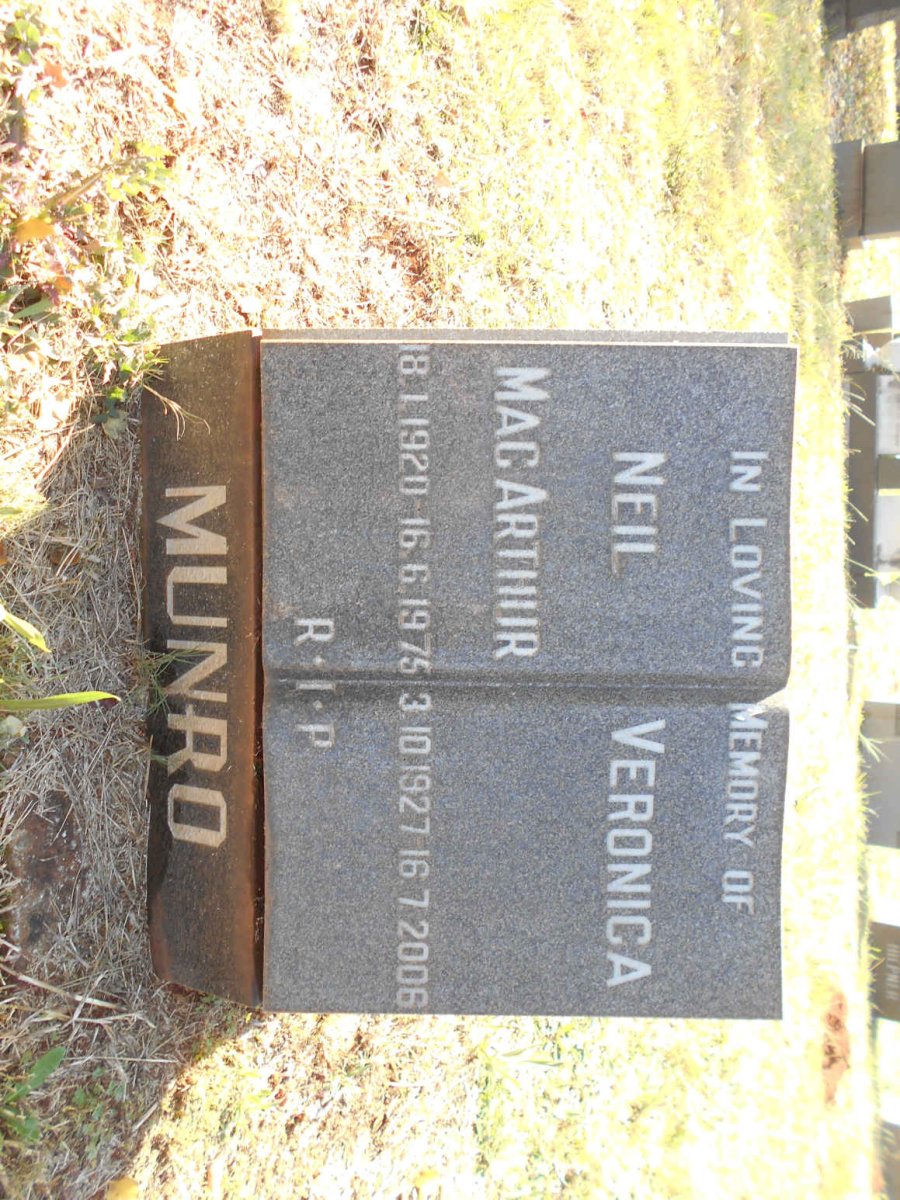 IN LOVING MEMORY OF
NEIL VERONICA
MACARTHUR
18.1.1920 16.6.1975 3.10.1927 16.7.2006
R.I.P
MUNRO